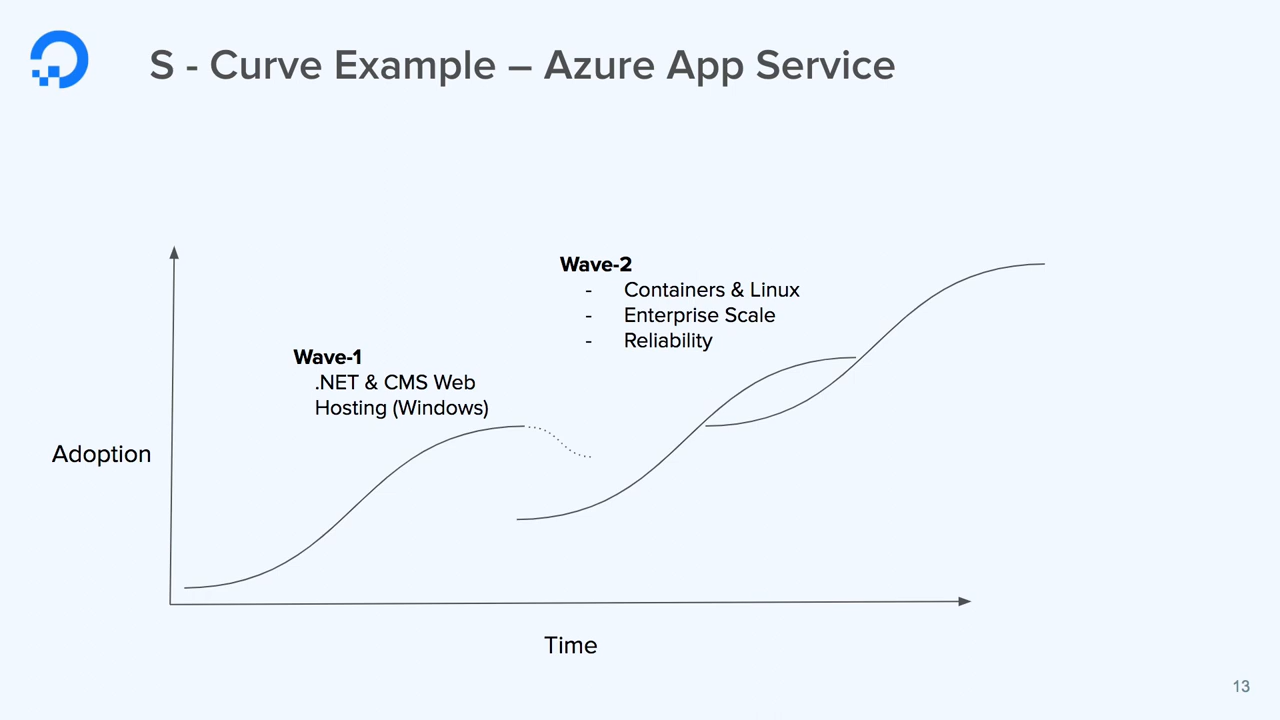 S - Curve Example – Azure App Service
Wave-2
- Containers & Linux
- Enterprise Scale
- Reliability
Wave-1
.NET & CMS Web
Hosting (Windows)
Adoption
Time
13